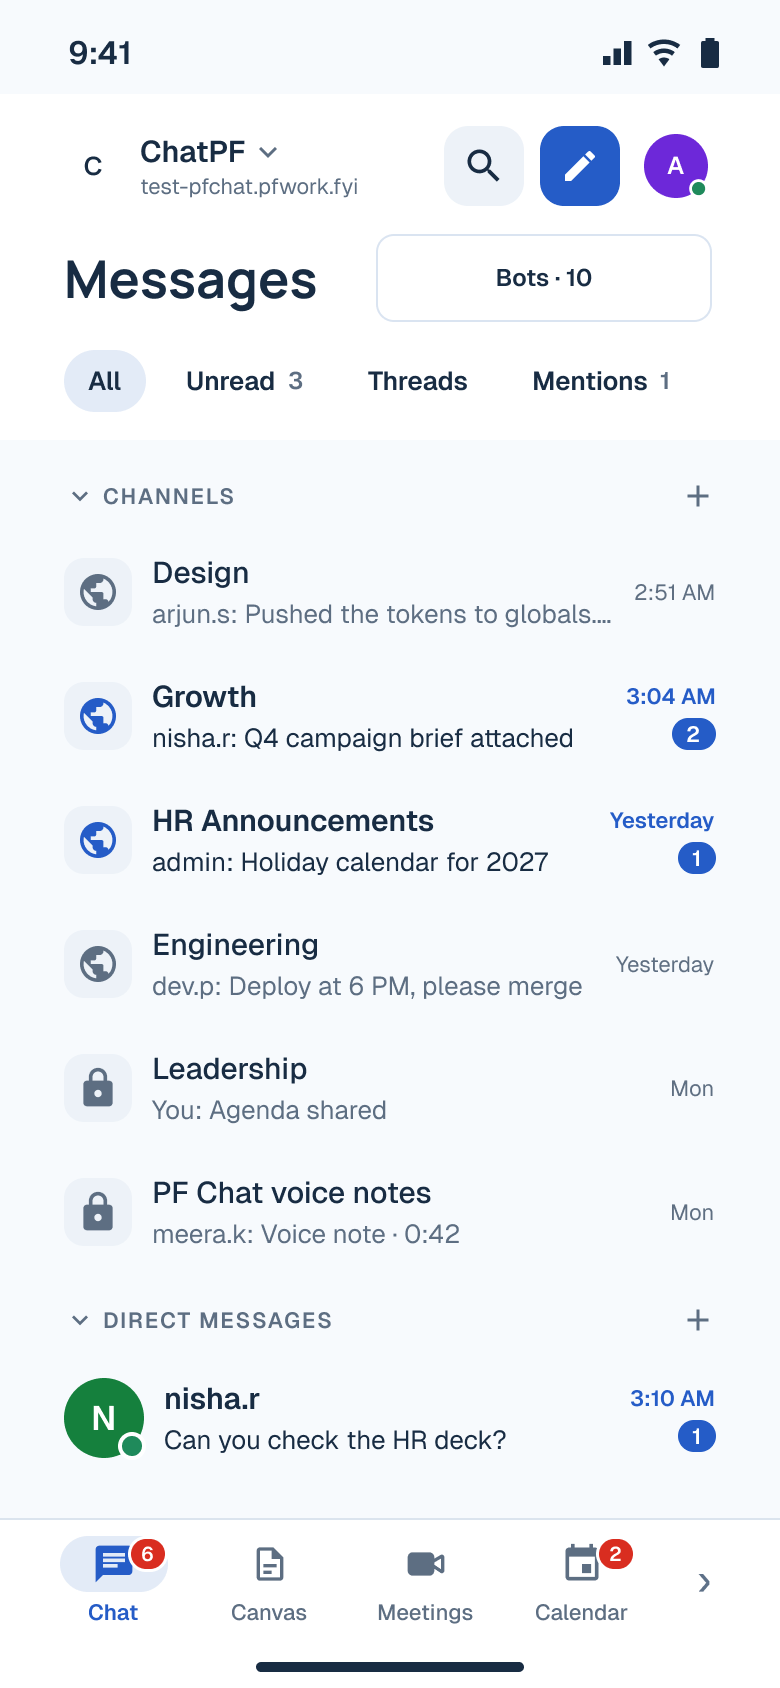 9:41
C
ChatPF
test-pfchat.pfwork.fyi
A
Messages
Bots · 10
All
Unread 3
Threads
Mentions 1
CHANNELS
Design
arjun.s: Pushed the tokens to globals....
2:51 AM
Growth
3:04 AM
nisha.r: Q4 campaign brief attached
2
HR Announcements
Yesterday
admin: Holiday calendar for 2027
1
Engineering
dev.p: Deploy at 6 PM, please merge
Yesterday
Leadership
You: Agenda shared
Mon
PF Chat voice notes
meera.k: Voice note · 0:42
Mon
DIRECT MESSAGES
N
nisha.r
3:10 AM
Can you check the HR deck?
1
6
2
Chat
Canvas
Meetings
Calendar